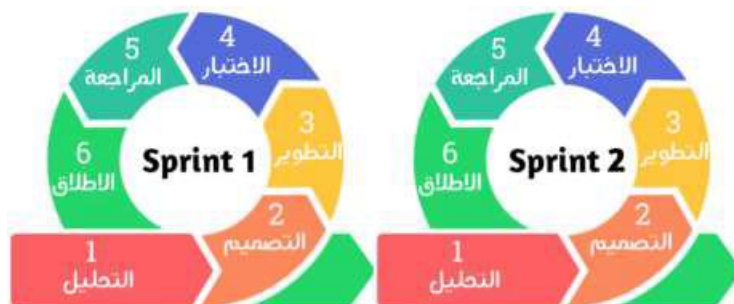 Sprint 1
1
التحليل
2
التصميم
3
التطوير
4
الاختبار
5
المراجعة
6
الاطلاق
Sprint 2
1
التحليل
2
التصميم
3
التطوير
4
الاختبار
5
المراجعة
6
الاطلاق